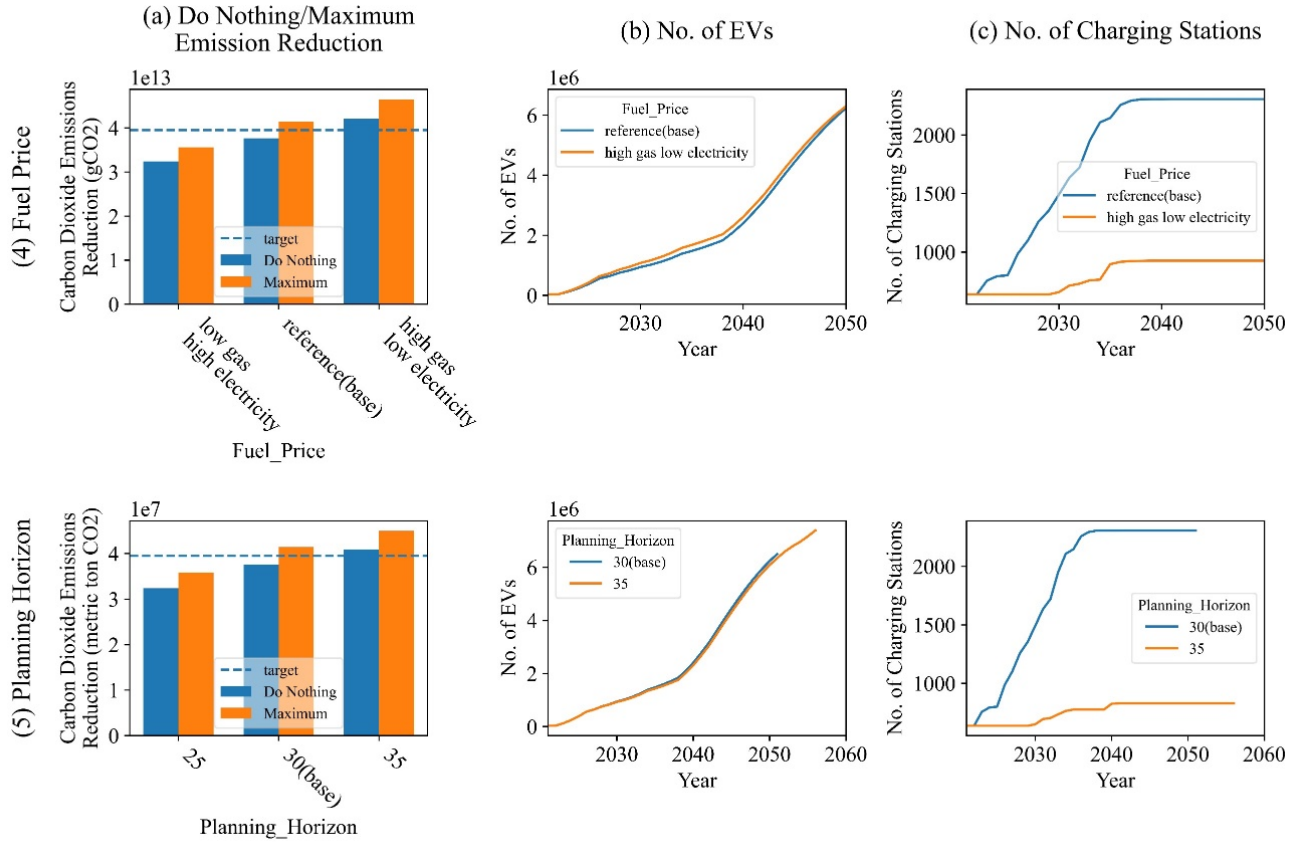 (a) Do Nothing/Maximum
Emission Reduction
(b) No. of EVs
(c) No. of Charging Stations
(4) Fuel Price
1e13
Carbon Dioxide Emissions
Reduction (gCO2)
4
3
2
1
0
target
Do Nothing
Maximum
low gas
high electricity
reference(base)
high gas
low electricity
Fuel_Price
1e6
No. of EVs
6
4
2
0
Fuel_Price
reference(base)
high gas low electricity
2030
2040
2050
Year
No. of Charging Stations
2000
1500
1000
Fuel_Price
reference(base)
high gas low electricity
2030
2040
2050
Year
(5) Planning Horizon
1e7
Carbon Dioxide Emissions
Reduction (metric ton CO2)
4
3
2
1
0
target
Do Nothing
Maximum
25
30(base)
35
Planning_Horizon
1e6
No. of EVs
6
4
2
0
Planning_Horizon
30(base)
35
2030
2040
2050
2060
Year
No. of Charging Stations
2000
1500
1000
Planning_Horizon
30(base)
35
2030
2040
2050
2060
Year